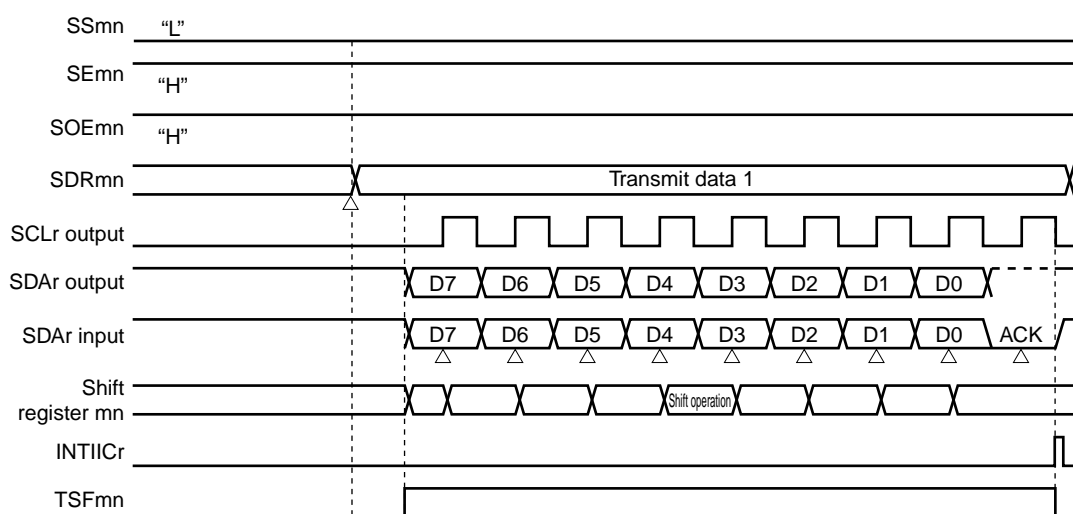 SSmn “L”
SEmn
“H”
SOEmn
“H”
SDRmn Transmit data 1
SCLr output
SDAr output D7 D6 D5 D4 D3 D2 D1 D0
SDAr input D7 D6 D5 D4 D3 D2 D1 D0 ACK
Shift
register mn Shift operation
INTIICr
TSFmn